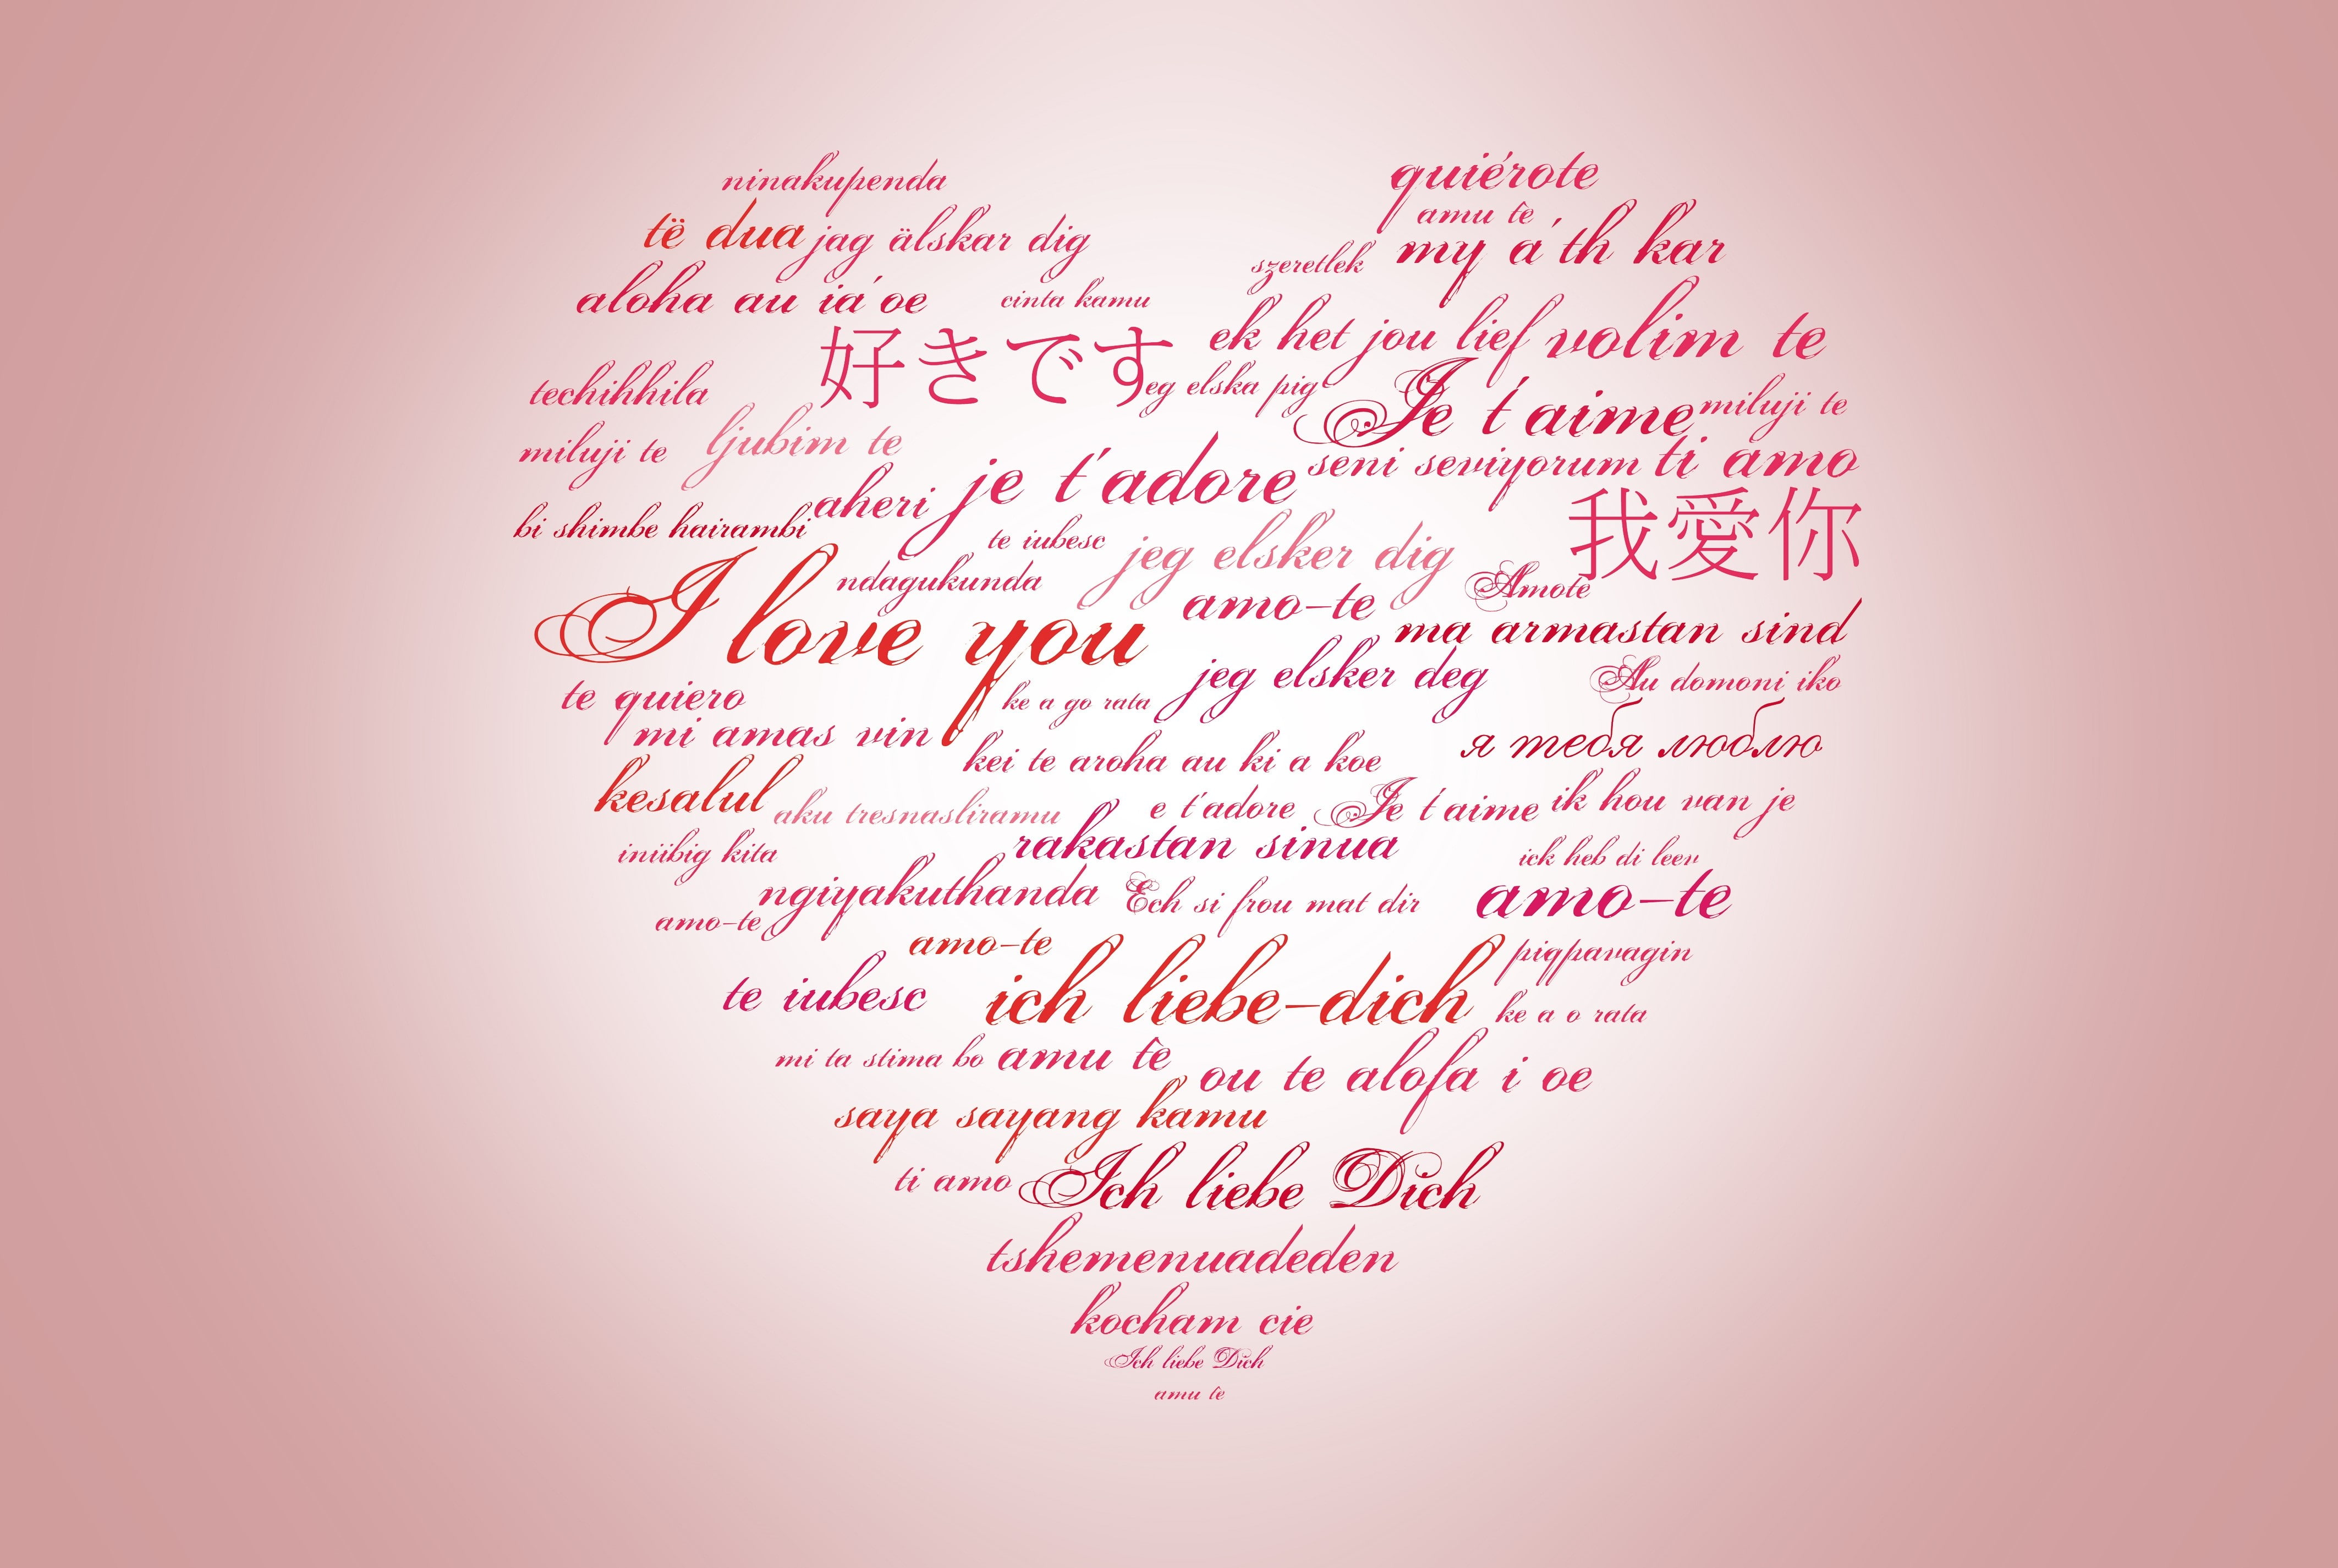 ninakupenda
quiérote
amu te
të dua jag älskar dig
szeretlek my a´th kar
aloha au ia´oe cinta kamu
好きです ek het jou lief volim te
techihhila eg elska pig Je t´aime miluji te
miluji te ljubim te
je t´adore seni seviyorum ti amo
bi shimbe hairambi aheri
te iubesc jeg elsker dig 我愛你
I love you ndagukunda amo-te Amote
ma armastan sind
te quiero ke a go rata jeg elsker deg Au domoni iko
mi amas vin kei te aroha au ki a koe я тебя люблю
kesalul aku tresnasliramu e t´adore Je t´aime ik hou van je
iniibig kita rakastan sinua ick heb di leev
ngiyakuthanda Ech si frou mat dir amo-te
amo-te
amo-te piqpavagin
te iubesc ich liebe-dich ke a o rata
mi ta stima bo amu te ou te alofa i oe
saya sayang kamu
ti amo Ich liebe Dich
tshemenuadeden
kocham cie
Ich liebe Dich
amu te